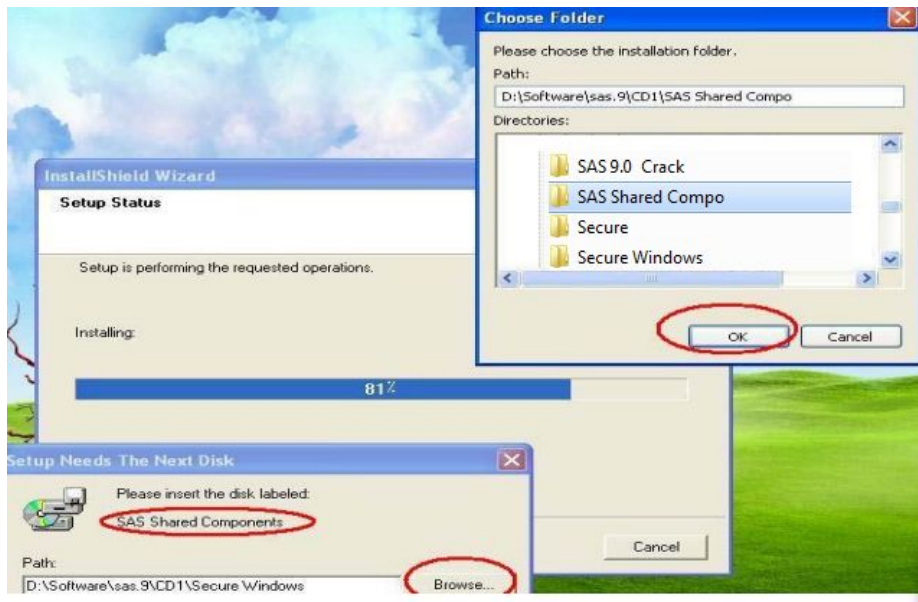 Choose Folder
Please choose the installation folder.
Path:
D:\Software\sas.9\CD1\SAS Shared Compo
Directories:
SAS 9.0 Crack
SAS Shared Compo
Secure
Secure Windows
OK
Cancel
InstallShield Wizard
Setup Status
Setup is performing the requested operations.
Installing:
81%
Cancel
Setup Needs The Next Disk
Please insert the disk labeled:
SAS Shared Components
Path:
D:\Software\sas.9\CD1\Secure Windows
Browse...